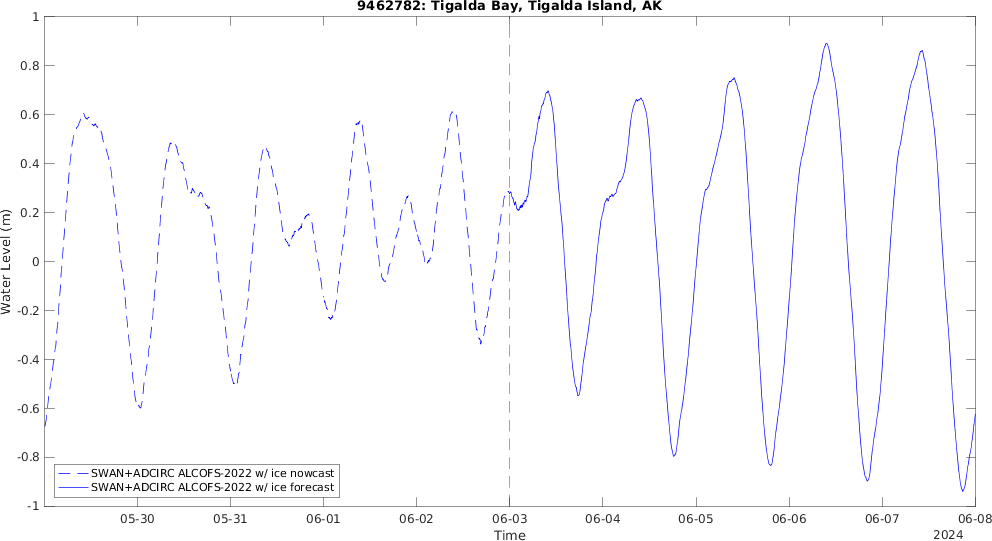 9462782: Tigalda Bay, Tigalda Island, AK
1
0.8
0.6
0.4
0.2
0
-0.2
-0.4
-0.6
-0.8
-1
Water Level (m)
SWAN+ADCIRC ALCOFS-2022 w/ ice nowcast
SWAN+ADCIRC ALCOFS-2022 w/ ice forecast
05-30 05-31 06-01 06-02 06-03 06-04 06-05 06-06 06-07 06-08
Time
2024